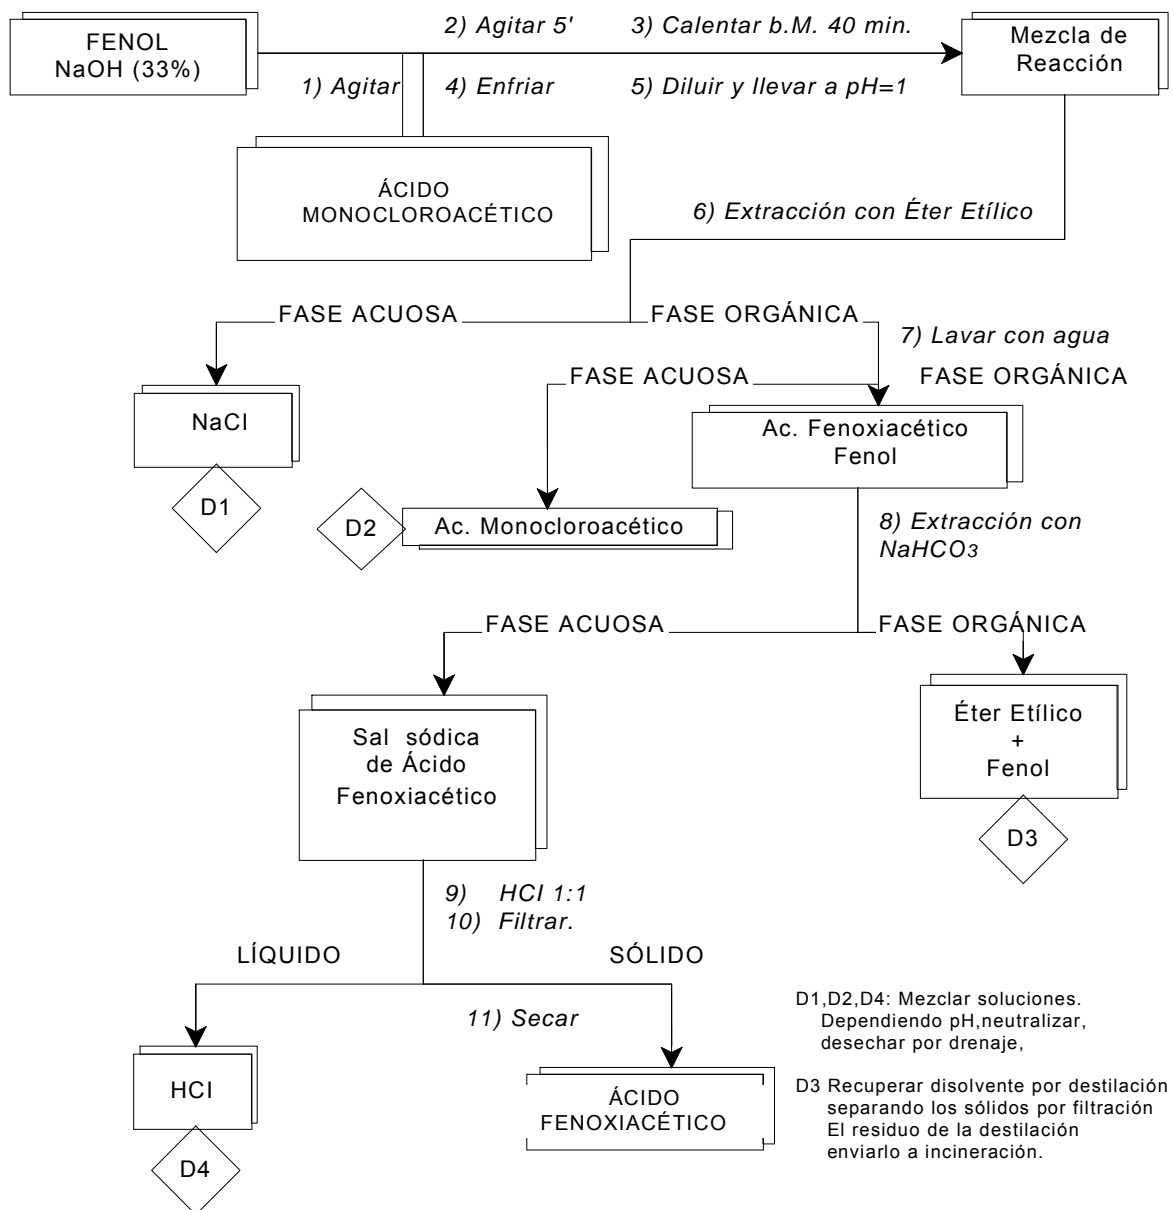 FENOL
NaOH (33%)
2) Agitar 5'
3) Calentar b.M. 40 min.
Mezcla de
Reacción
1) Agitar
4) Enfriar
5) Diluir y llevar a pH=1
ÁCIDO
MONOCLOROACÉTICO
6) Extracción con Éter Etílico
FASE ACUOSA
FASE ORGÁNICA
7) Lavar con agua
FASE ACUOSA
FASE ORGÁNICA
NaCl
Ac. Fenoxiacético
Fenol
D1
D2
Ac. Monocloroacético
8) Extracción con
NaHCO3
FASE ACUOSA
FASE ORGÁNICA
Sal sódica
de Ácido
Fenoxiacético
Éter Etílico
+
Fenol
D3
9) HCl 1:1
10) Filtrar.
LÍQUIDO
SÓLIDO
11) Secar
HCl
D4
ÁCIDO
FENOXIACÉTICO
D1,D2,D4: Mezclar soluciones.
Dependiendo pH,neutralizar,
desechar por drenaje,
D3 Recuperar disolvente por destilación
separando los sólidos por filtración
El residuo de la destilación
enviarlo a incineración.